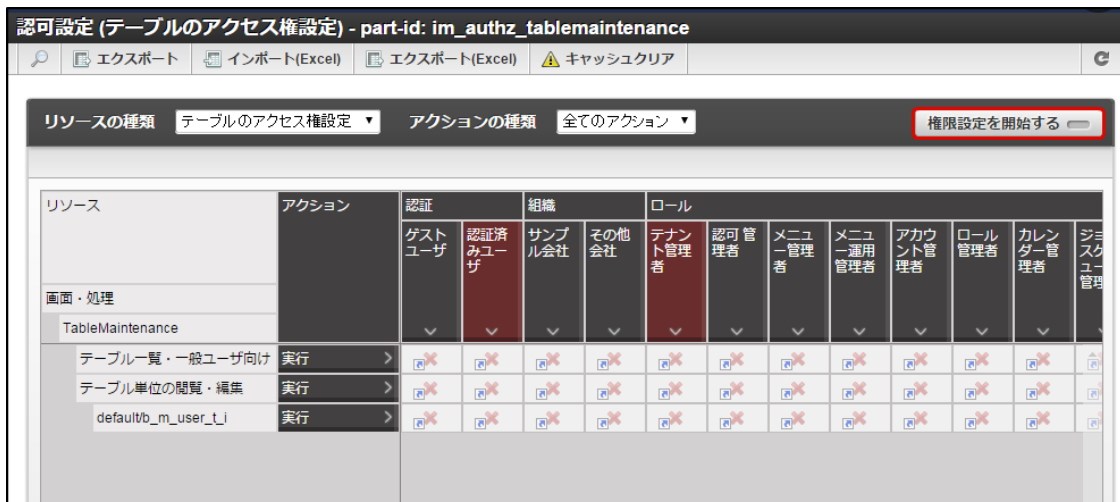 認可設定 (テーブルのアクセス権設定) - part-id: im_authz_tablemaintenance
エクスポート インポート(Excel) エクスポート(Excel) キャッシュクリア
リソースの種類 テーブルのアクセス権設定 アクションの種類 全てのアクション 権限設定を開始する
リソース アクション 認証 組織 ロール
ゲスト
ユーザ
認証済
みユー
ザ
サンプ
ル会社
その他
会社
テナン
ト管理
者
認可 管
理者
メニュ
ー管理
者
メニュ
ー運用
管理者
アカウ
ント管
理者
ロール
管理者
カレン
ダー管
理者
ジョ
スケ
ュー
管理
画面・処理
TableMaintenance
テーブル一覧・一般ユーザ向け 実行
テーブル単位の閲覧・編集 実行
default/b_m_user_t_i 実行